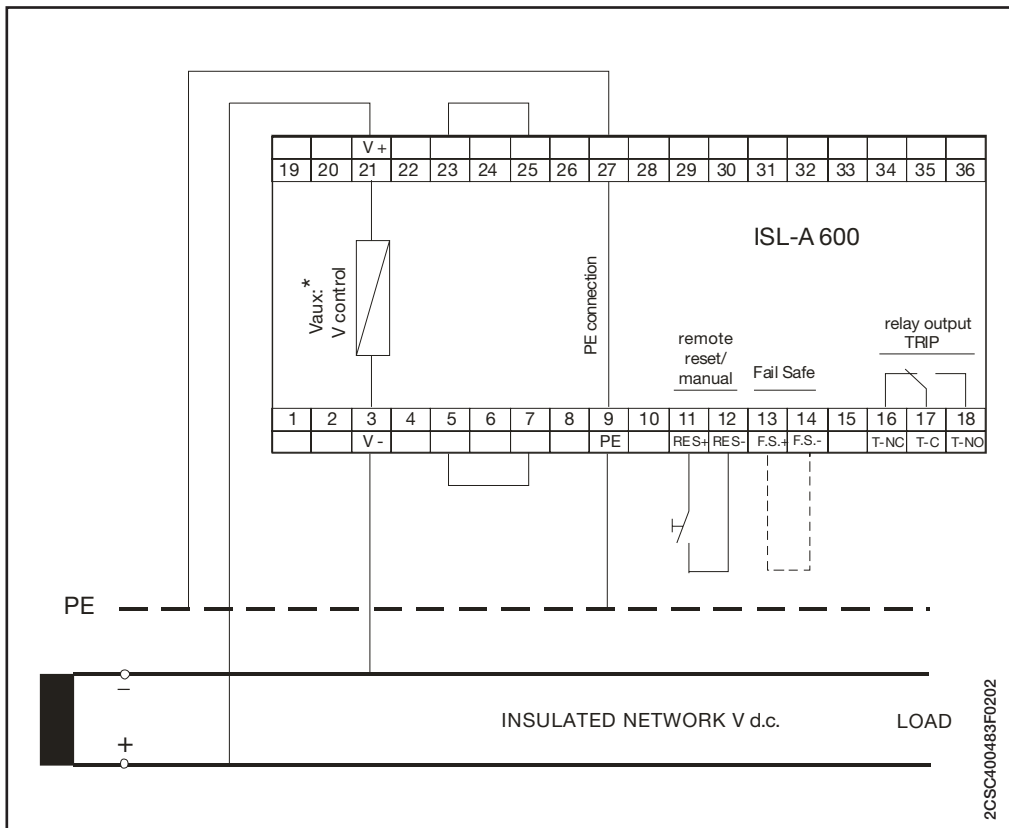 V +
19 20 21 22 23 24 25 26 27 28 29 30 31 32 33 34 35 36
ISL-A 600
Vaux:*
V control
PE connection
remote
reset/
manual
Fail Safe
relay output
TRIP
1 2 3 4 5 6 7 8 9 10 11 12 13 14 15 16 17 18
V - PE RES+ RES- F.S.+ F.S.- T-NC T-C T-NO
PE
–
INSULATED NETWORK V d.c. LOAD
+
2CSC400483F0202